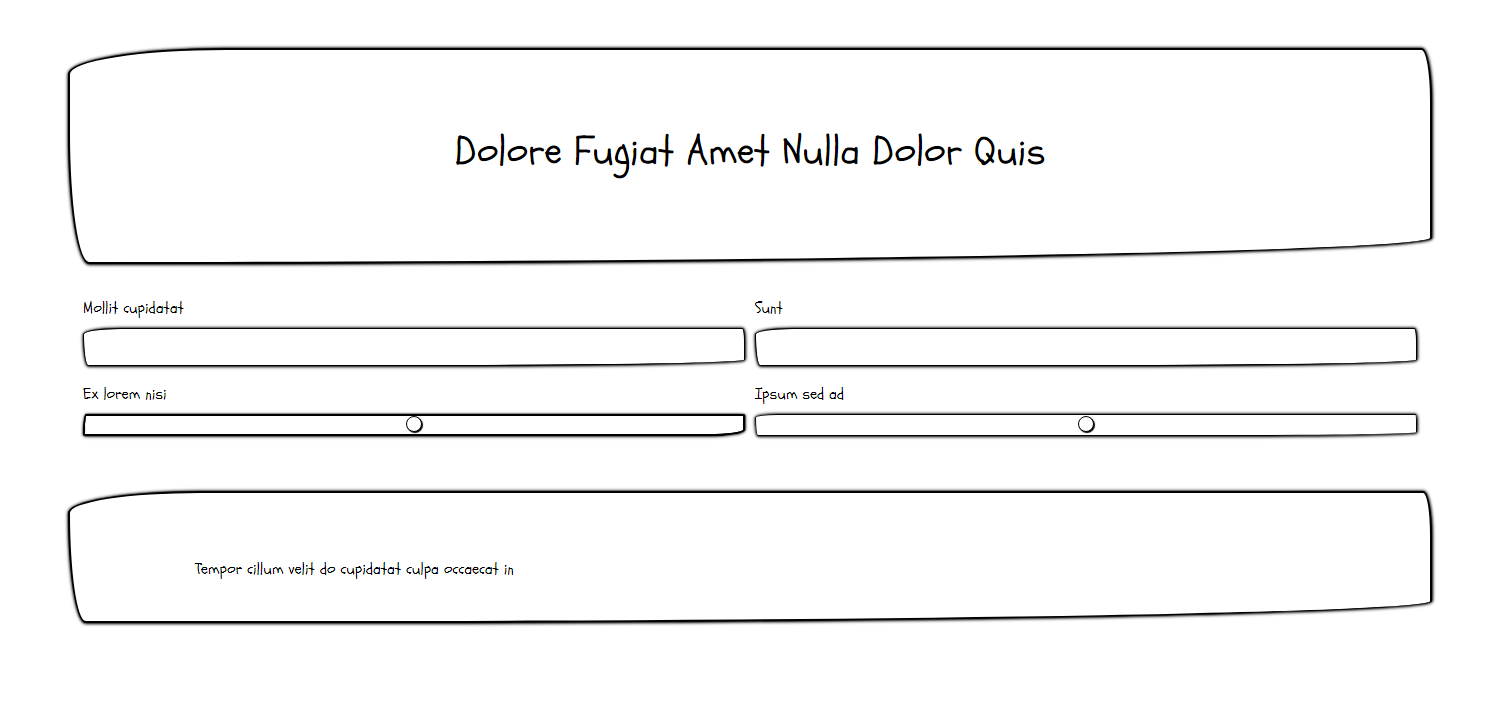 Dolore Fugiat Amet Nulla Dolor Quis
Mollit cupidatat
Sunt
Ex lorem nisi
Ipsum sed ad
Tempor cillum velit do cupidatat culpa occaecat in